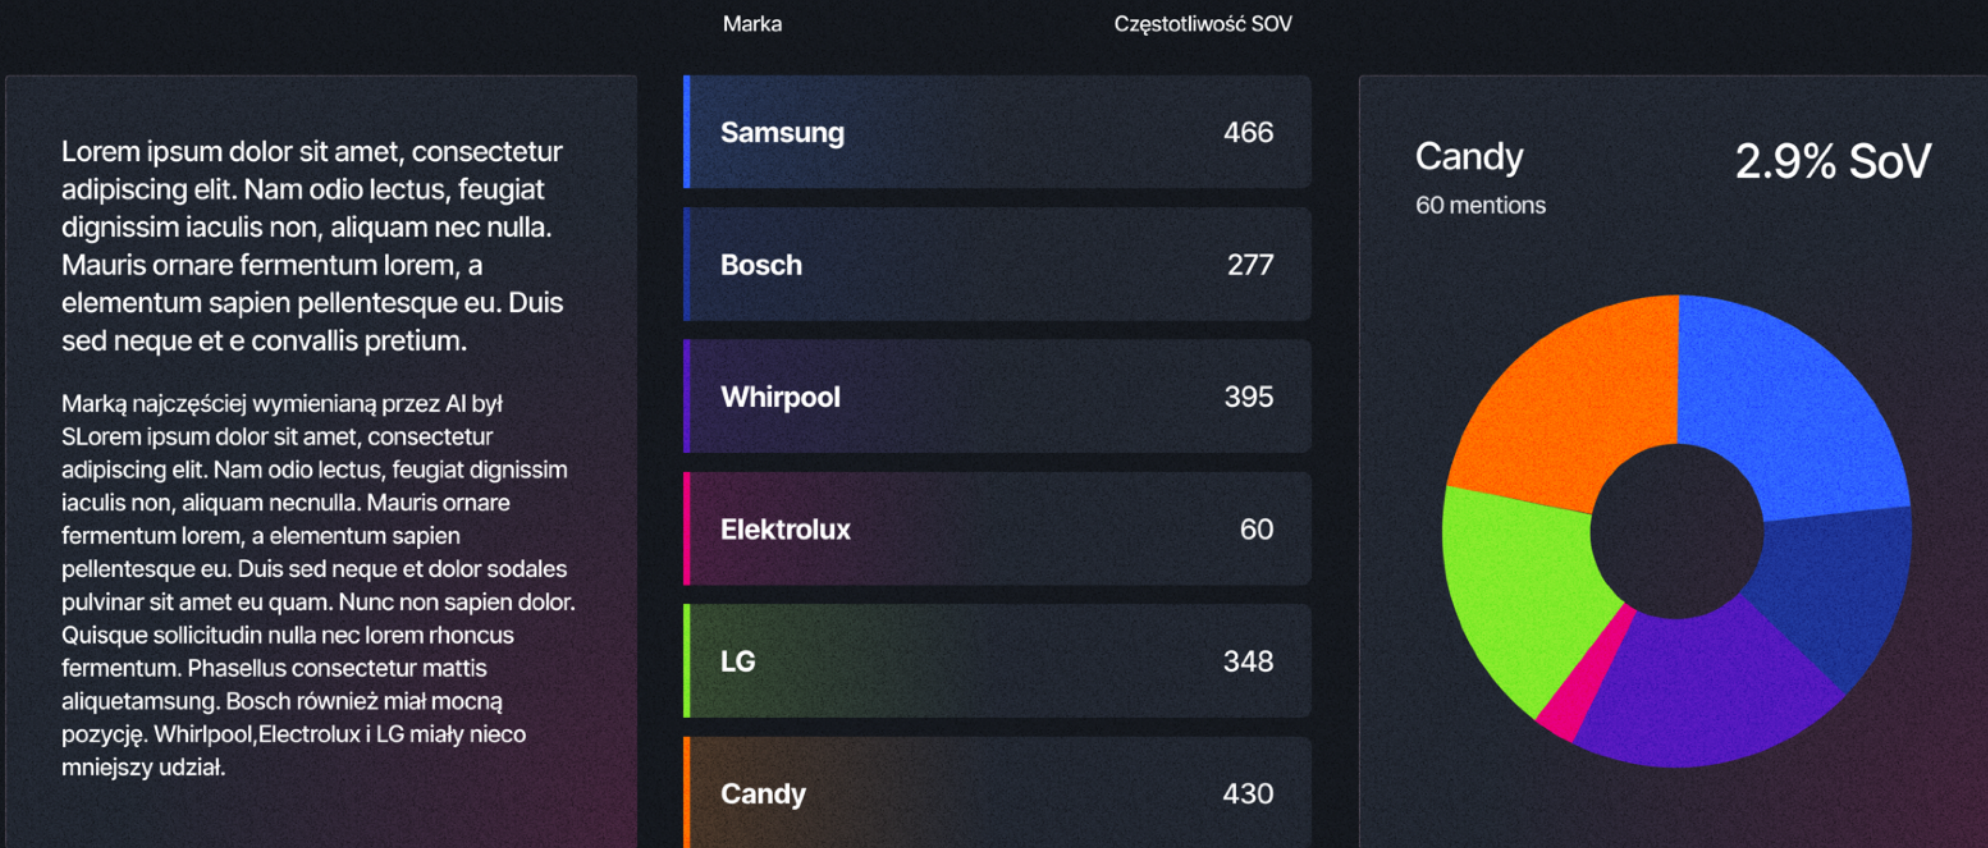 Marka
Częstotliwość SOV
Lorem ipsum dolor sit amet, consectetur
adipiscing elit. Nam odio lectus, feugiat
dignissim iaculis non, aliquam nec nulla.
Mauris ornare fermentum lorem, a
elementum sapien pellentesque eu. Duis
sed neque et e convallis pretium.
Marką najczęściej wymienianą przez AI był
SLorem ipsum dolor sit amet, consectetur
adipiscing elit. Nam odio lectus, feugiat dignissim
iaculis non, aliquam necnulla. Mauris ornare
fermentum lorem, a elementum sapien
pellentesque eu. Duis sed neque et dolor sodales
pulvinar sit amet eu quam. Nunc non sapien dolor.
Quisque sollicitudin nulla nec lorem rhoncus
fermentum. Phasellus consectetur mattis
aliquetamsung. Bosch również miał mocną
pozycję. Whirlpool,Electrolux i LG miały nieco
mniejszy udział.
Samsung 466
Bosch 277
Whirpool 395
Elektrolux 60
LG 348
Candy 430
Candy 2.9% SoV
60 mentions